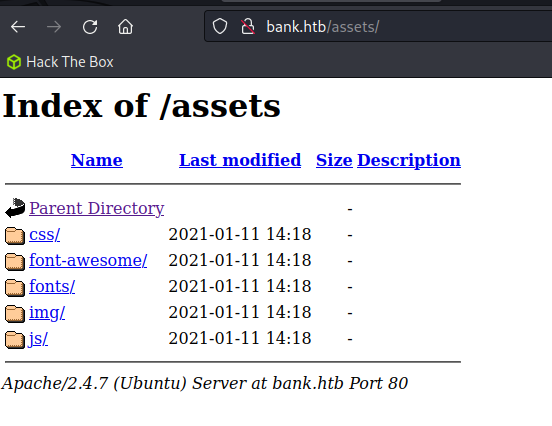 bank.htb/assets/
Hack The Box
Index of /assets
Name Last modified Size Description
Parent Directory -
css/ 2021-01-11 14:18 -
font-awesome/ 2021-01-11 14:18 -
fonts/ 2021-01-11 14:18 -
img/ 2021-01-11 14:18 -
js/ 2021-01-11 14:18 -
Apache/2.4.7 (Ubuntu) Server at bank.htb Port 80